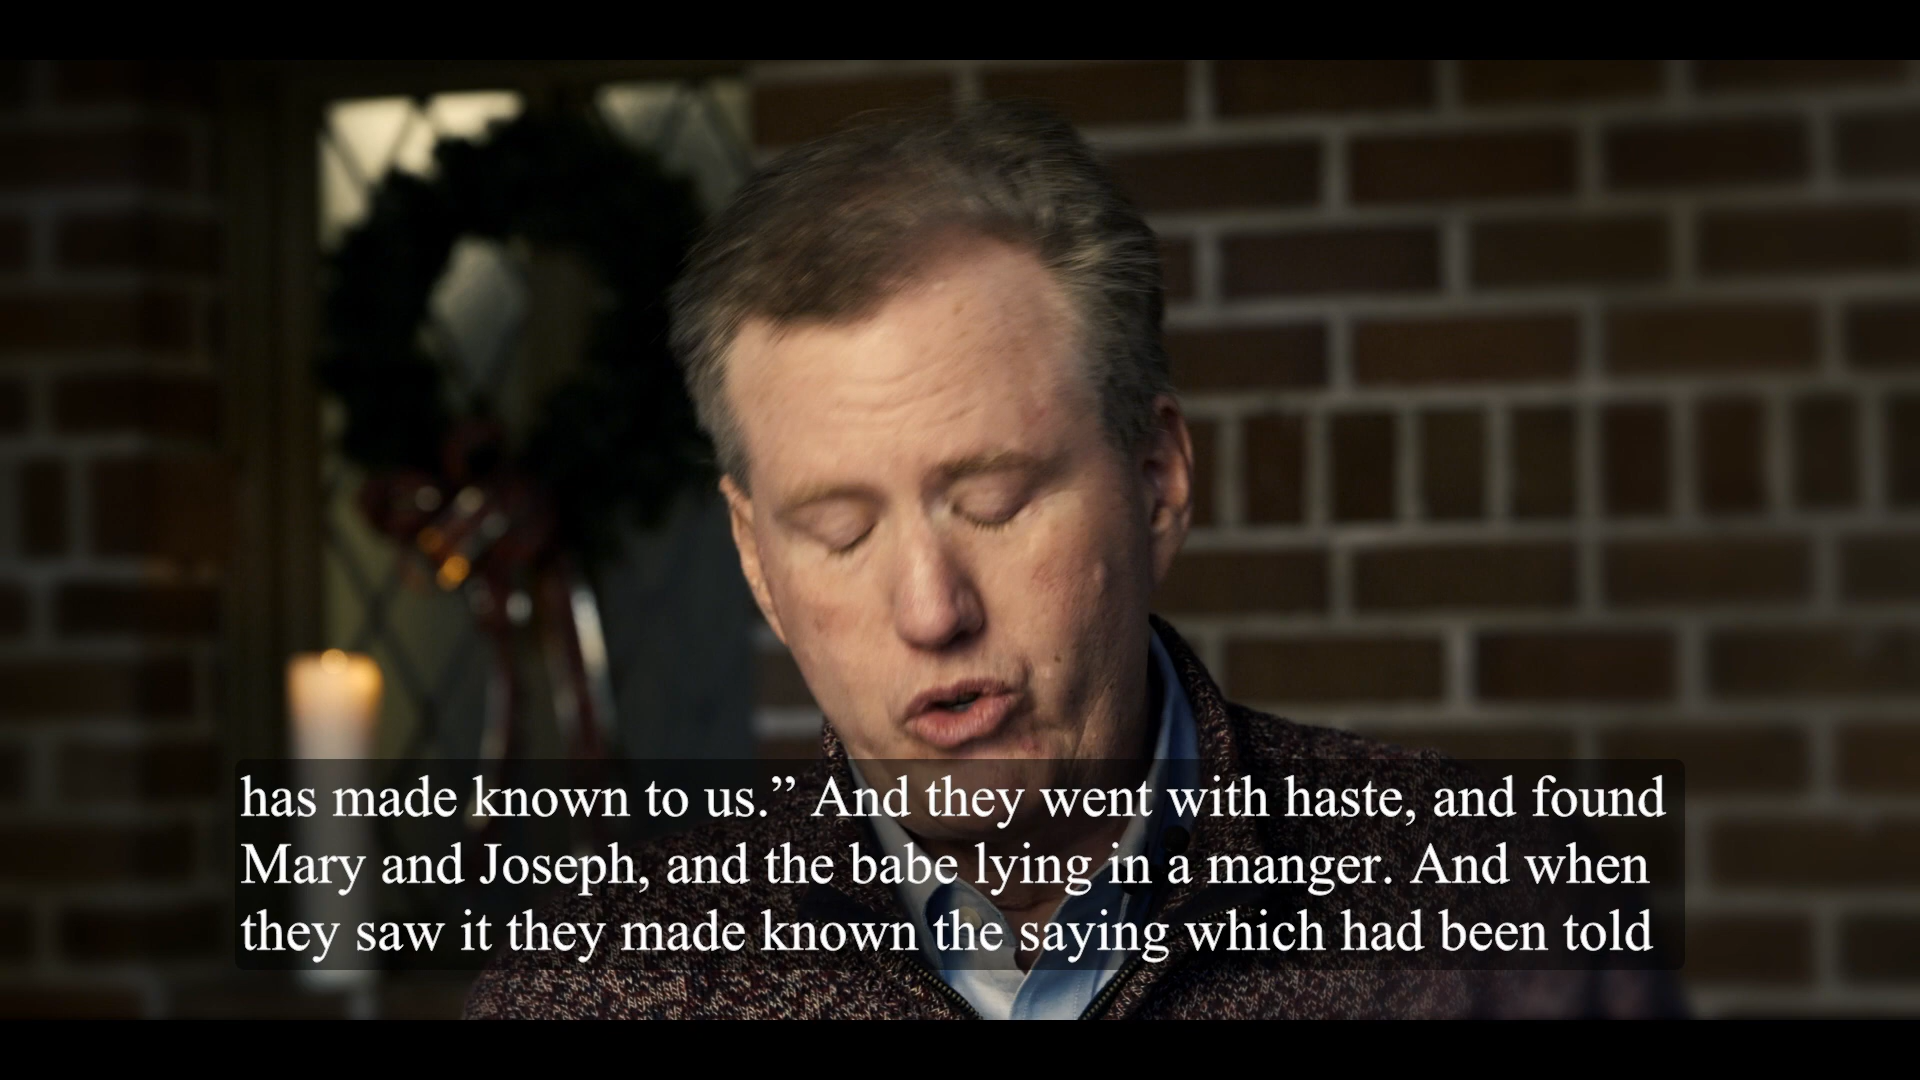 has made known to us.” And they went with haste, and found
Mary and Joseph, and the babe lying in a manger. And when
they saw it they made known the saying which had been told